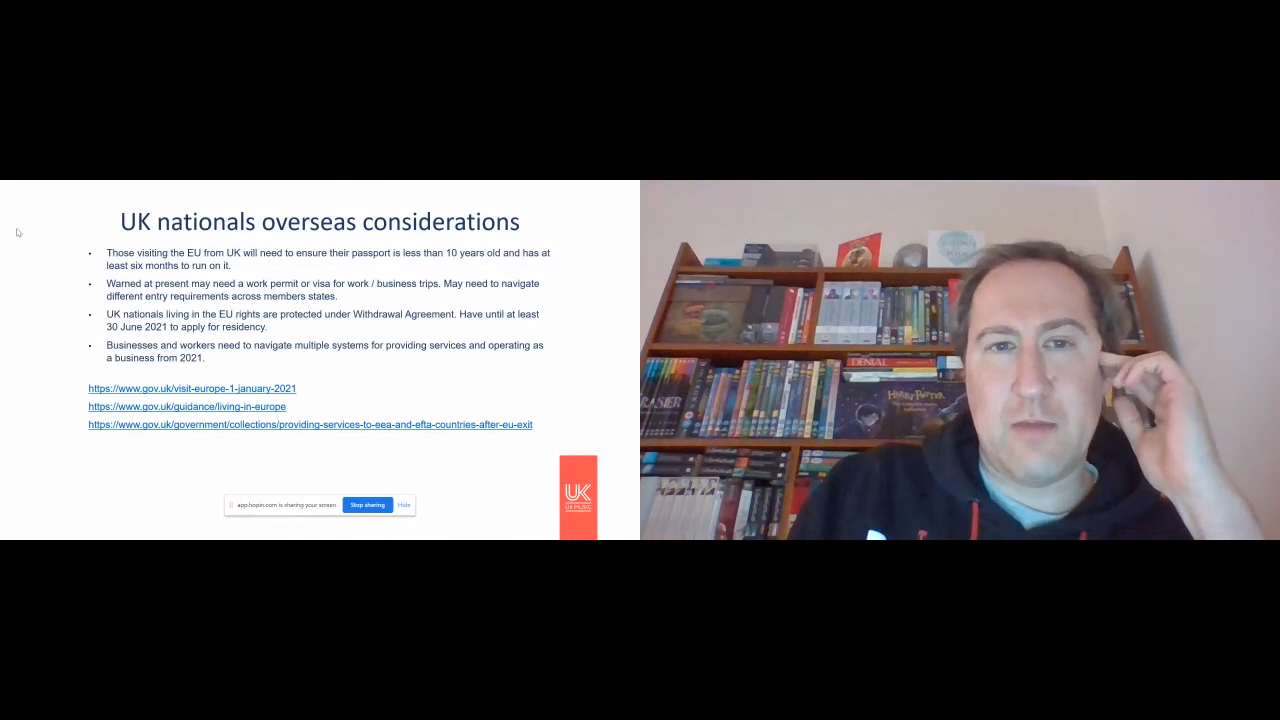 UK nationals overseas considerations
• Those visiting the EU from UK will need to ensure their passport is less than 10 years old and has at
least six months to run on it.
• Warned at present may need a work permit or visa for work / business trips. May need to navigate
different entry requirements across members states.
• UK nationals living in the EU rights are protected under Withdrawal Agreement. Have until at least
30 June 2021 to apply for residency.
• Businesses and workers need to navigate multiple systems for providing services and operating as
a business from 2021.
https://www.gov.uk/visit-europe-1-january-2021
https://www.gov.uk/guidance/living-in-europe
https://www.gov.uk/government/collections/providing-services-to-eea-and-efta-countries-after-eu-exit
app.hopin.com is sharing your screen.
Stop sharing
Hide
UK
UK MUSIC
DENIAL
HARRY POTTER